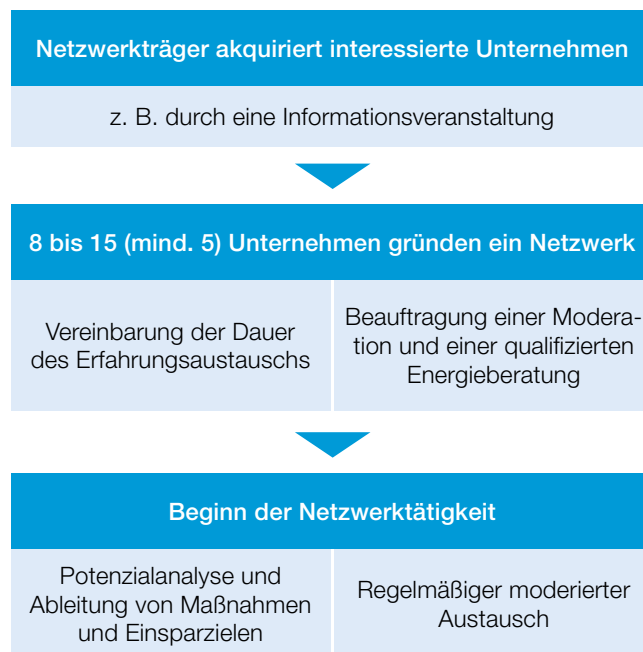 Netzwerkträger akquiriert interessierte Unternehmen
z. B. durch eine Informationsveranstaltung
8 bis 15 (mind. 5) Unternehmen gründen ein Netzwerk
Vereinbarung der Dauer
des Erfahrungsaustauschs
Beauftragung einer Modera-
tion und einer qualifizierten
Energieberatung
Beginn der Netzwerktätigkeit
Potenzialanalyse und
Ableitung von Maßnahmen
und Einsparzielen
Regelmäßiger moderierter
Austausch